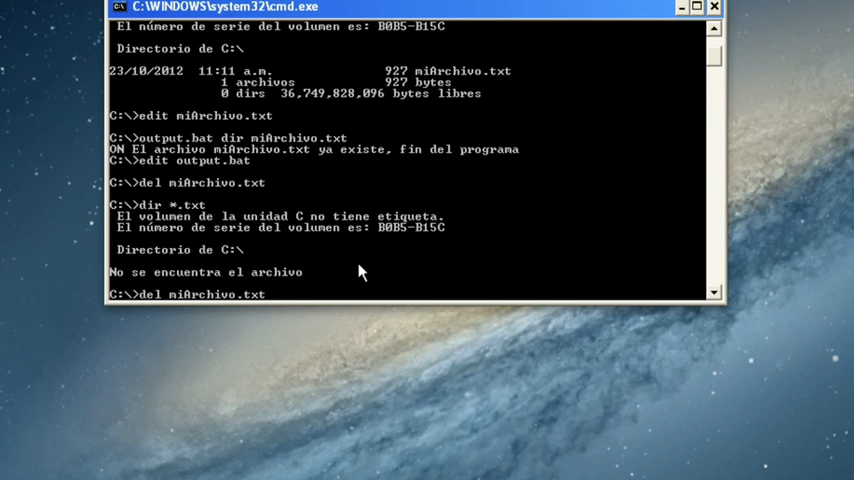 C:\WINDOWS\system32\cmd.exe
El número de serie del volumen es: B0B5-B15C
Directorio de C:\
23/10/2012 11:11 a.m. 927 miArchivo.txt
1 archivos 927 bytes
0 dirs 36,749,828,096 bytes libres
C:\>edit miArchivo.txt
C:\>output.bat dir miArchivo.txt
ON El archivo miArchivo.txt ya existe, fin del programa
C:\>edit output.bat
C:\>del miArchivo.txt
C:\>dir *.txt
El volumen de la unidad C no tiene etiqueta.
El número de serie del volumen es: B0B5-B15C
Directorio de C:\
No se encuentra el archivo
C:\>del miArchivo.txt